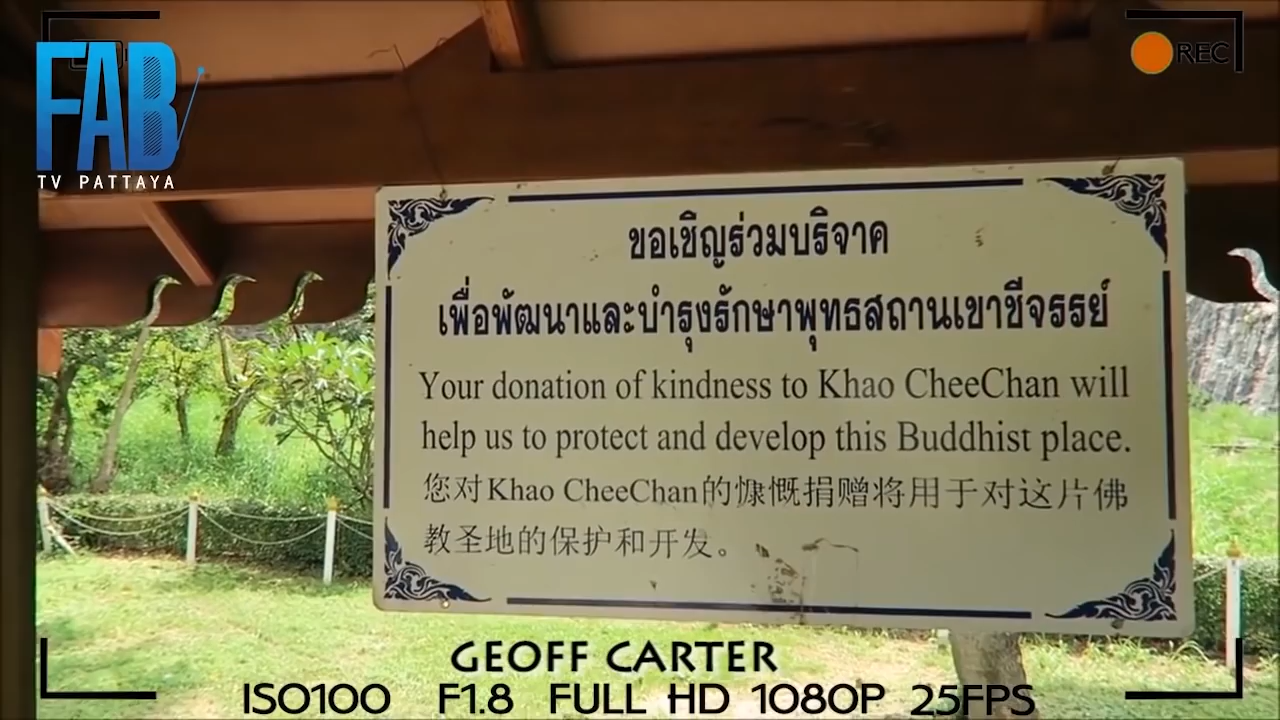 FAB
TV PATTAYA
REC
ขอเชิญร่วมบริจาค
เพื่อพัฒนาและบำรุงรักษาพุทธสถานเขาชีจรรย์
Your donation of kindness to Khao CheeChan will
help us to protect and develop this Buddhist place.
您对Khao CheeChan的慷慨捐赠将用于对这片佛
教圣地的保护和开发。
GEOFF CARTER
ISO100 F1.8 FULL HD 1080P 25FPS